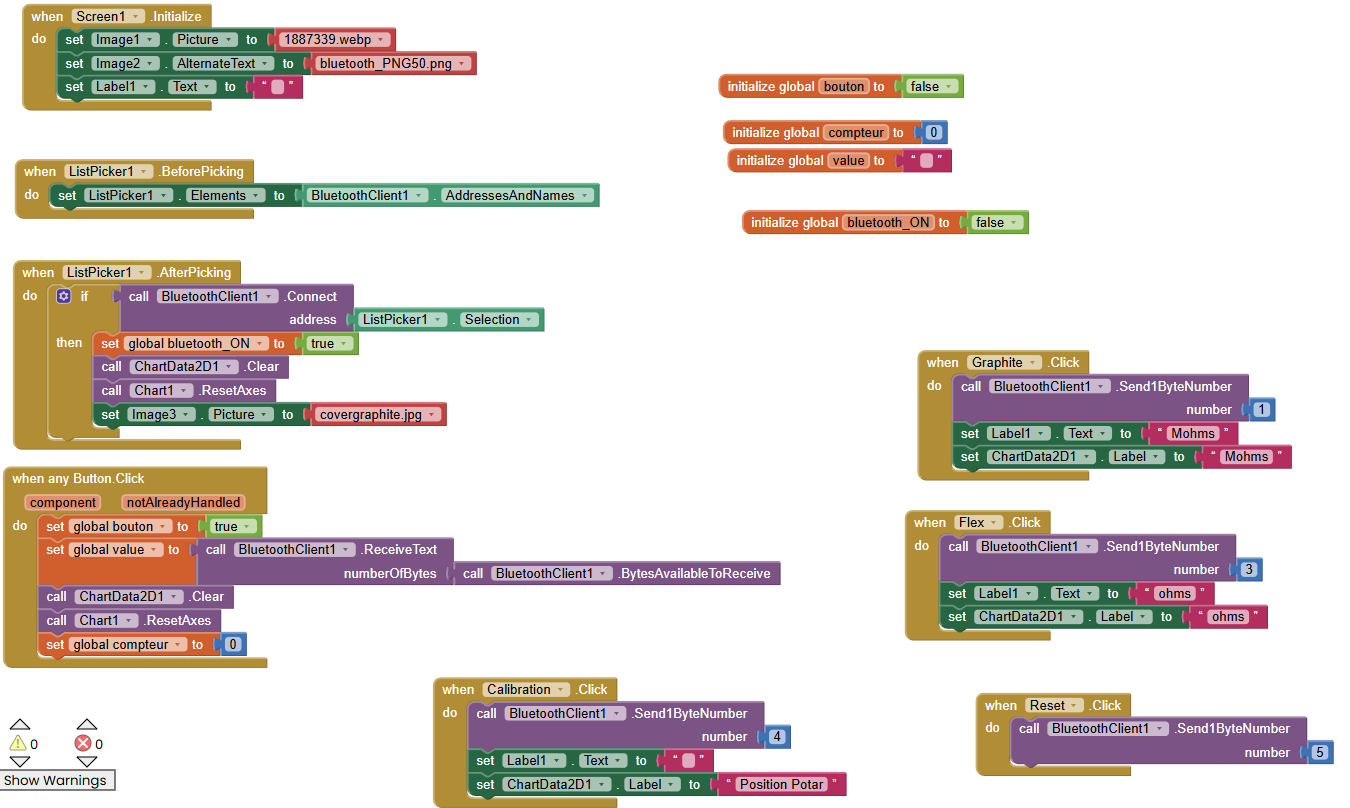 when Screen1 .Initialize
do set Image1 . Picture to 1887339.webp
set Image2 . AlternateText to bluetooth_PNG50.png
set Label1 . Text to “ ”
initialize global bouton to false
initialize global compteur to 0
initialize global value to “ ”
initialize global bluetooth_ON to false
when ListPicker1 .BeforePicking
do set ListPicker1 . Elements to BluetoothClient1 . AddressesAndNames
when ListPicker1 .AfterPicking
do if call BluetoothClient1 .Connect
address ListPicker1 . Selection
then set global bluetooth_ON to true
call ChartData2D1 .Clear
call Chart1 .ResetAxes
set Image3 . Picture to covergraphite.jpg
when Graphite .Click
do call BluetoothClient1 .Send1ByteNumber
number 1
set Label1 . Text to “ Mohms ”
set ChartData2D1 . Label to “ Mohms ”
when any Button.Click
component notAlreadyHandled
do set global bouton to true
set global value to call BluetoothClient1 .ReceiveText
numberOfBytes call BluetoothClient1 .BytesAvailableToReceive
call ChartData2D1 .Clear
call Chart1 .ResetAxes
set global compteur to 0
when Flex .Click
do call BluetoothClient1 .Send1ByteNumber
number 3
set Label1 . Text to “ ohms ”
set ChartData2D1 . Label to “ ohms ”
when Calibration .Click
do call BluetoothClient1 .Send1ByteNumber
number 4
set Label1 . Text to “ ”
set ChartData2D1 . Label to “ Position Potar ”
when Reset .Click
do call BluetoothClient1 .Send1ByteNumber
number 5
0 0
Show Warnings